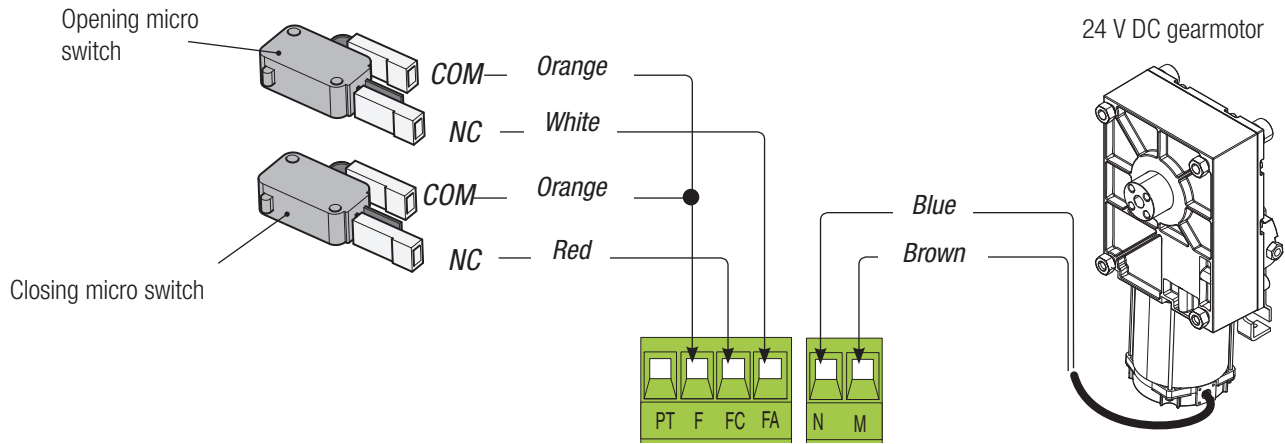 Opening micro
switch
24 V DC gearmotor
COM Orange
NC White
COM Orange
NC Red
Blue
Brown
Closing micro switch
PT F FC FA N M